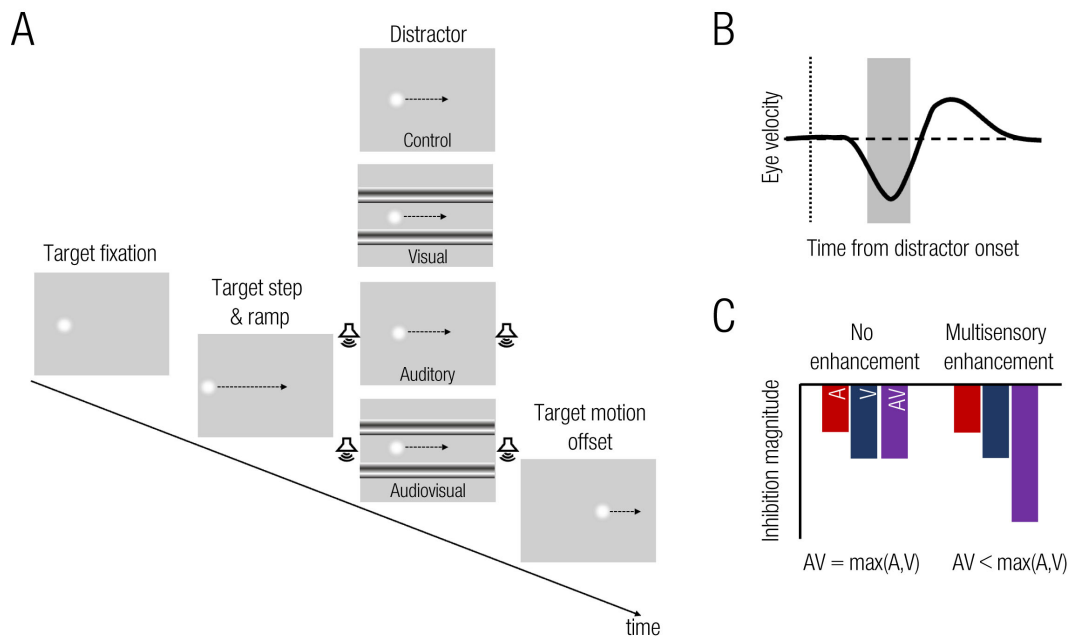 A
Distractor
Control
Visual
Auditory
Audiovisual
Target fixation
Target step
& ramp
Target motion
offset
time
B
Eye velocity
Time from distractor onset
C
No
enhancement
Multisensory
enhancement
Inhibition magnitude
A
V
AV
AV = max(A,V)
AV < max(A,V)